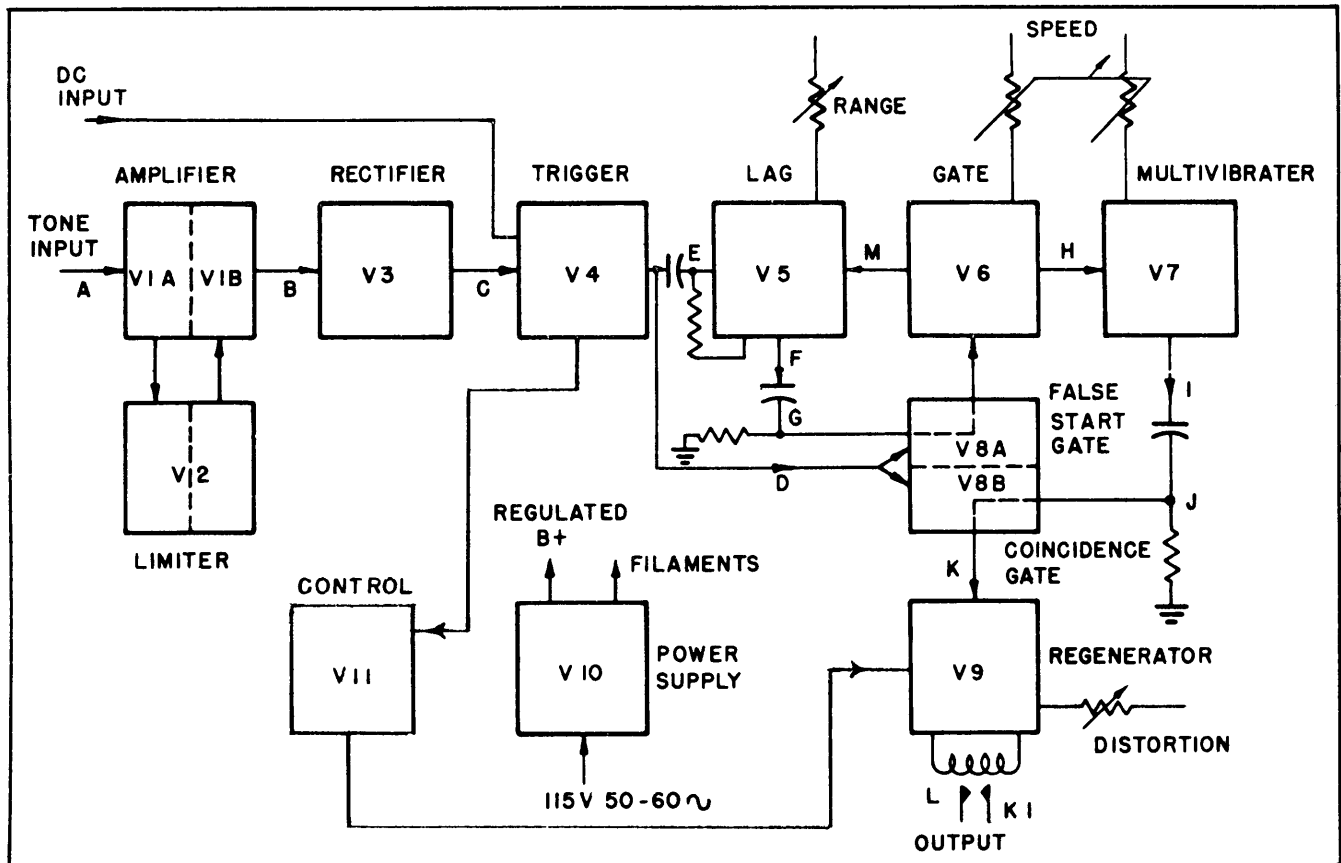 SPEED
DC
INPUT
RANGE
AMPLIFIER
RECTIFIER
TRIGGER
LAG
GATE
MULTIVIBRATER
TONE
INPUT
A
V1A
V1B
B
V3
C
V4
E
V5
M
V6
H
V7
F
G
I
FALSE
START
GATE
V8A
V8B
D
J
V12
LIMITER
REGULATED
B+
FILAMENTS
COINCIDENCE
GATE
K
CONTROL
V11
V10
POWER
SUPPLY
V9
REGENERATOR
DISTORTION
115V 50-60∿
L
K1
OUTPUT